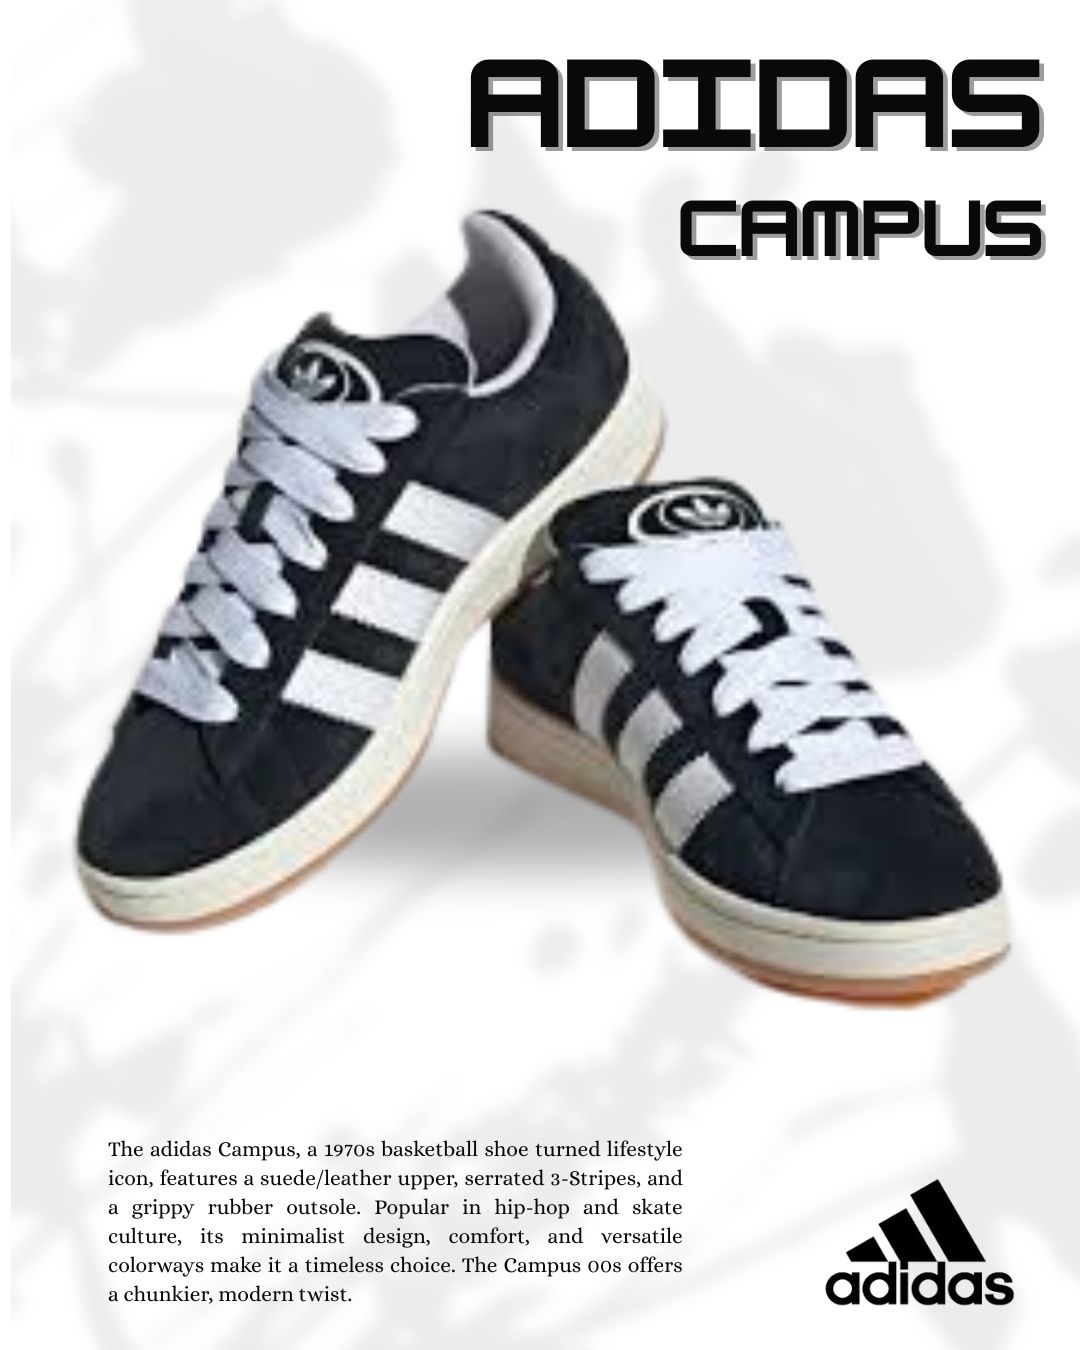 ADIDAS
CAMPUS
The adidas Campus, a 1970s basketball shoe turned lifestyle
icon, features a suede/leather upper, serrated 3-Stripes, and
a grippy rubber outsole. Popular in hip-hop and skate
culture, its minimalist design, comfort, and versatile
colorways make it a timeless choice. The Campus 00s offers
a chunkier, modern twist.
adidas